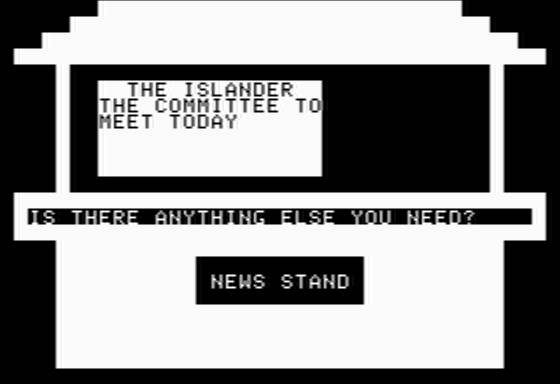 THE ISLANDER
THE COMMITTEE TO
MEET TODAY
IS THERE ANYTHING ELSE YOU NEED?
NEWS STAND